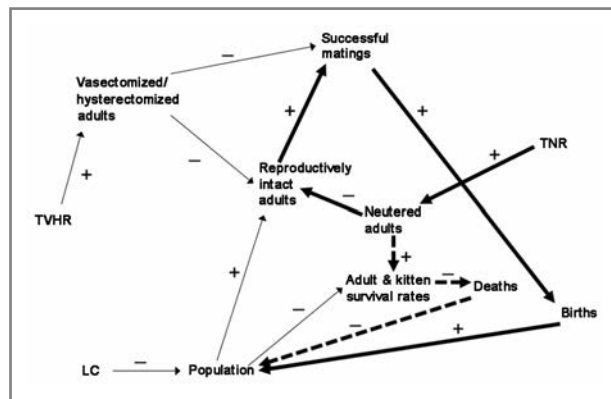 Successful
matings
−
Vasectomized/
hysterectomized
adults
+
+
TNR
+
−
+
Reproductively
intact
adults
−
Neutered
adults
TVHR
+
+
Adult & kitten
survival rates
−
Deaths
−
−
Births
+
LC
−
Population